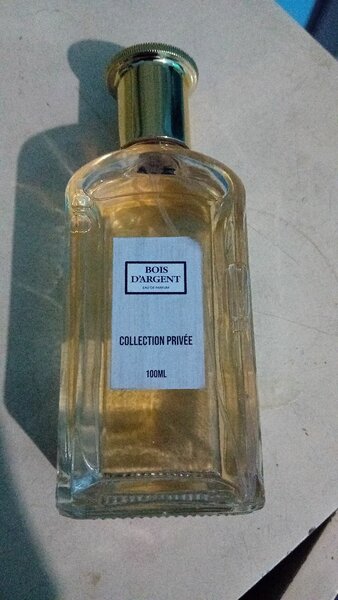 BOIS
D'ARGENT
EAU DE PARFUM
COLLECTION PRIVÉE
100ML